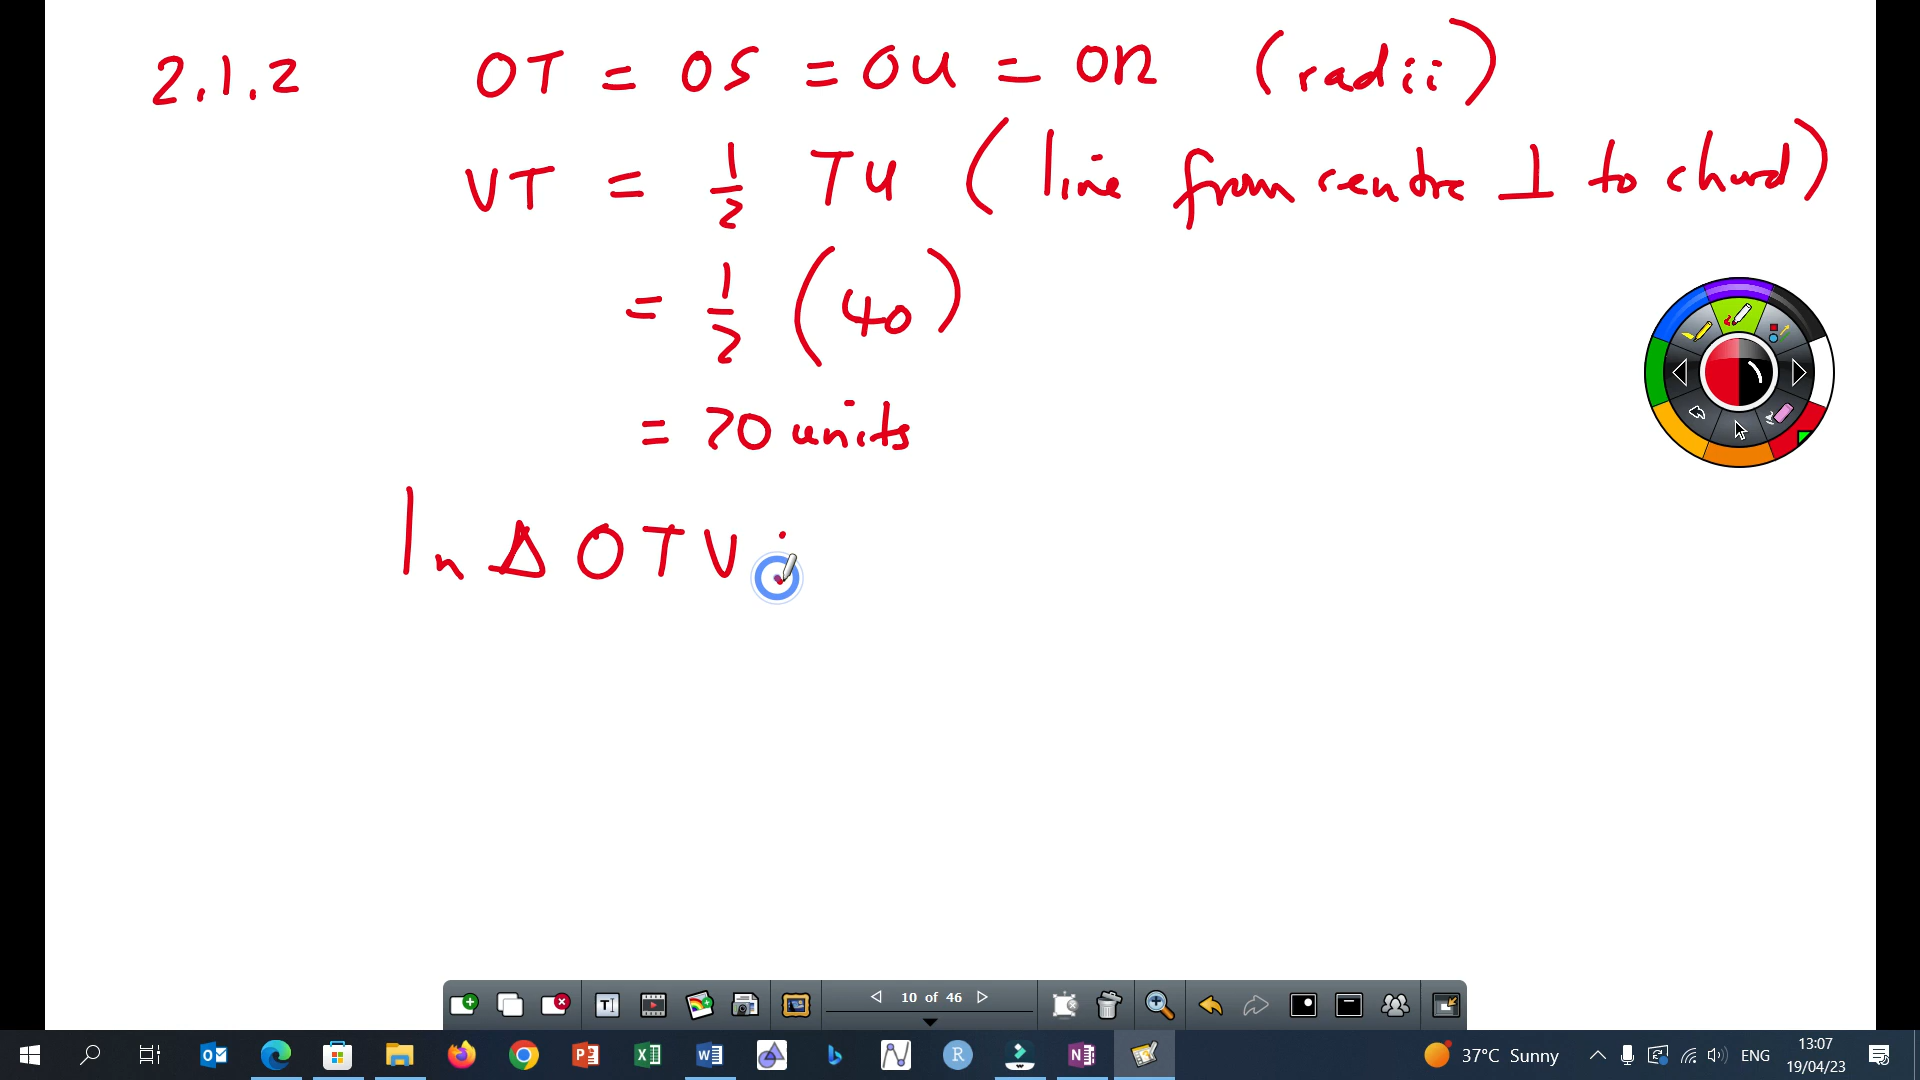 2.1.2 OT = OS = OU = OR (radii)
VT = 1/2 TU (line from centre ⊥ to chord)
= 1/2 (40)
= 20 units
In Δ OTV :
T
10 of 46
N
R
N
37°C Sunny
ENG
13:07
19/04/23